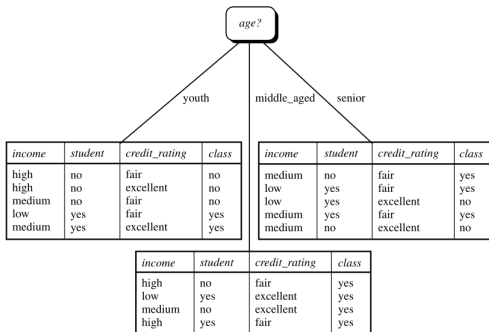 age?
youth
middle_aged
senior
income student credit_rating class
high no fair no
high no excellent no
medium no fair no
low yes fair yes
medium yes excellent yes
income student credit_rating class
medium no fair yes
low yes fair yes
low yes excellent no
medium yes fair yes
medium no excellent no
income student credit_rating class
high no fair yes
low yes excellent yes
medium no excellent yes
high yes fair yes